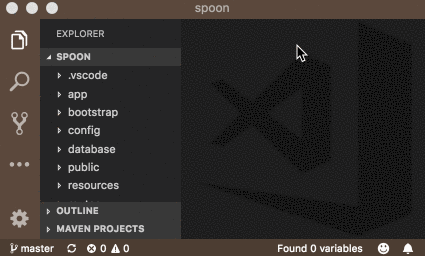 spoon
EXPLORER
SPOON
.vscode
app
bootstrap
config
database
public
resources
OUTLINE
MAVEN PROJECTS
master 0 0 Found 0 variables